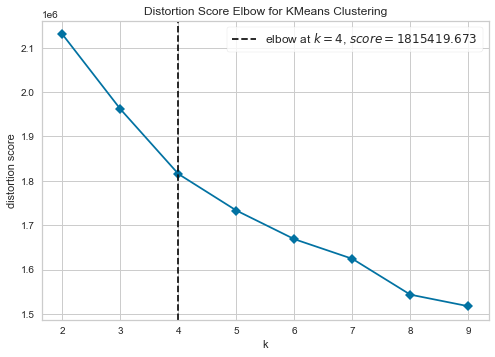 Distortion Score Elbow for KMeans Clustering
1e6
elbow at k = 4, score = 1815419.673
2.1
2.0
1.9
1.8
1.7
1.6
1.5
distortion score
2 3 4 5 6 7 8 9
k